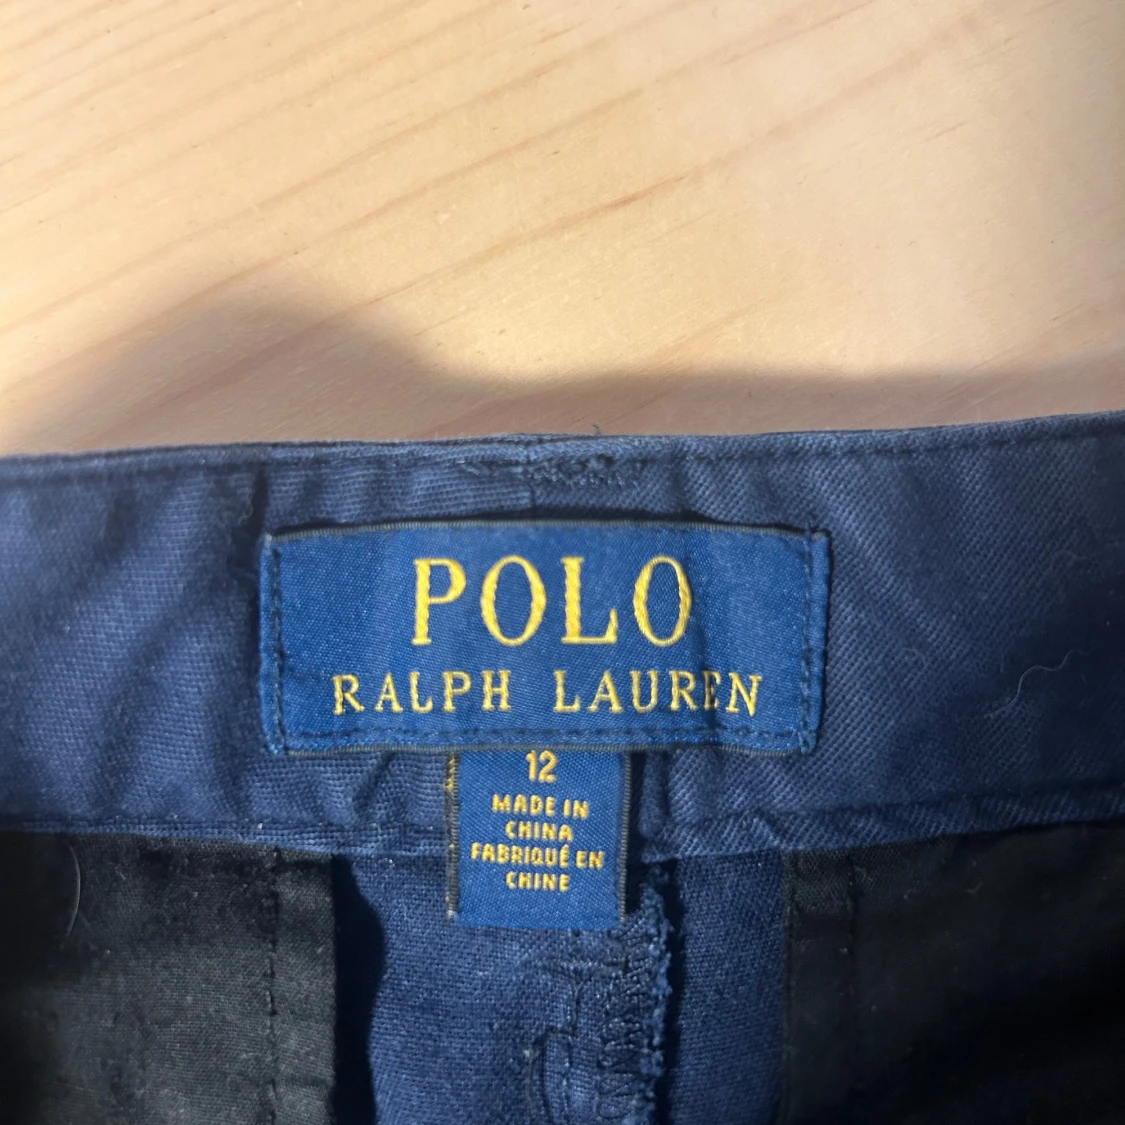 POLO
RALPH LAUREN
12
MADE IN
CHINA
FABRIQUÉ EN
CHINE